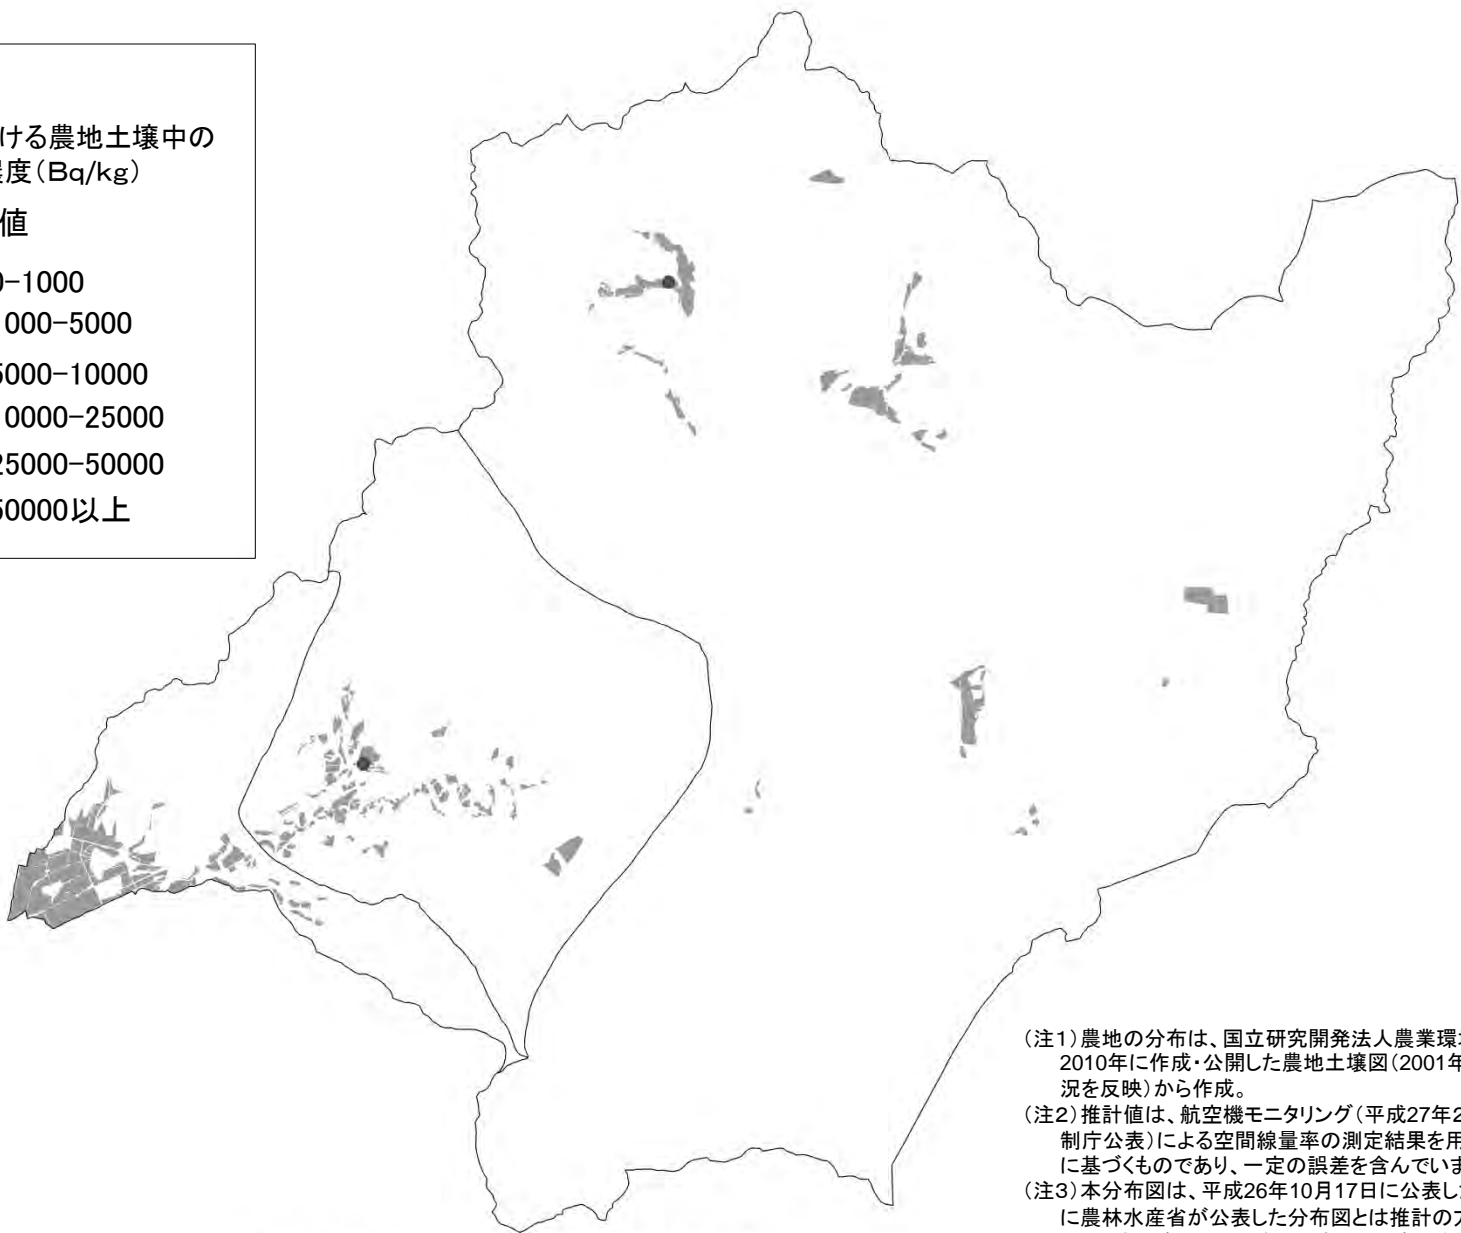 ける農地土壌中の
度(Bq/kg)
値
0-1000
000-5000
5000-10000
0000-25000
25000-50000
50000以上
(注1)農地の分布は、国立研究開発法人農業環
2010年に作成・公開した農地土壌図(2001年
況を反映)から作成。
(注2)推計値は、航空機モニタリング(平成27年2
制庁公表)による空間線量率の測定結果を用
に基づくものであり、一定の誤差を含んでいま
(注3)本分布図は、平成26年10月17日に公表し
に農林水産省が公表した分布図とは推計の